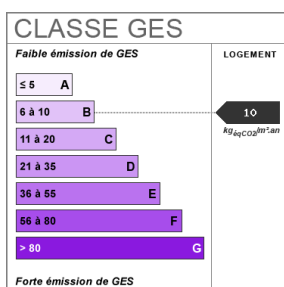 CLASSE GES
Faible émission de GES
LOGEMENT
≤ 5 A
6 à 10 B
10
kgéqCO2/m².an
11 à 20 C
21 à 35 D
36 à 55 E
56 à 80 F
> 80 G
Forte émission de GES